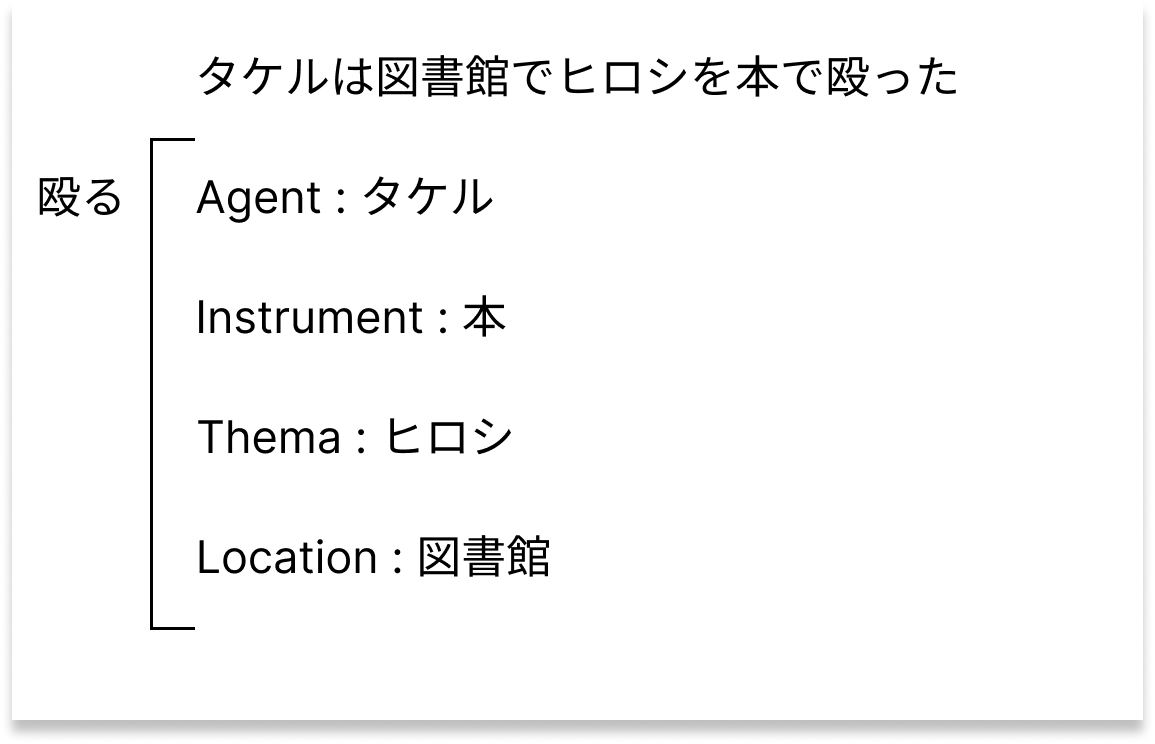 タケルは図書館でヒロシを本で殴った
殴る
Agent : タケル
Instrument : 本
Thema : ヒロシ
Location : 図書館